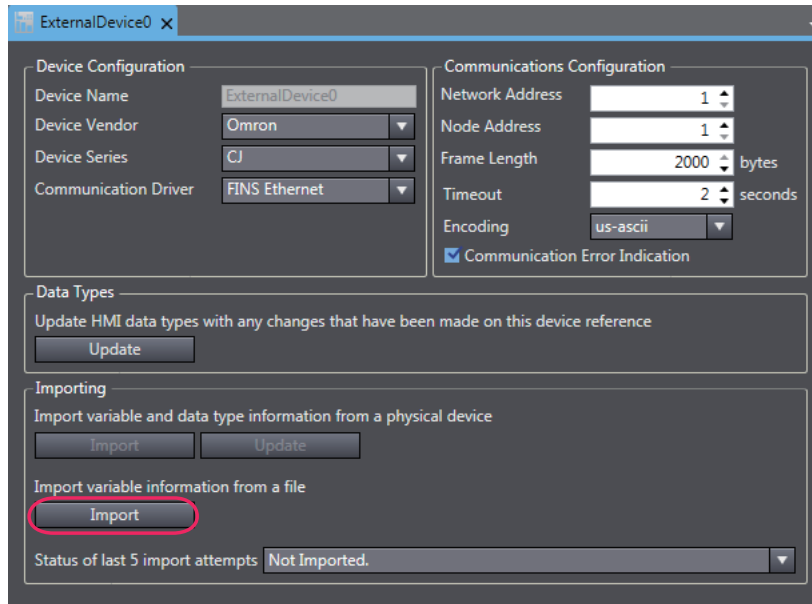 ExternalDevice0
Device Configuration
Device Name ExternalDevice0
Device Vendor Omron
Device Series CJ
Communication Driver FINS Ethernet
Communications Configuration
Network Address 1
Node Address 1
Frame Length 2000 bytes
Timeout 2 seconds
Encoding us-ascii
Communication Error Indication
Data Types
Update HMI data types with any changes that have been made on this device reference
Update
Importing
Import variable and data type information from a physical device
Import Update
Import variable information from a file
Import
Status of last 5 import attempts Not Imported.